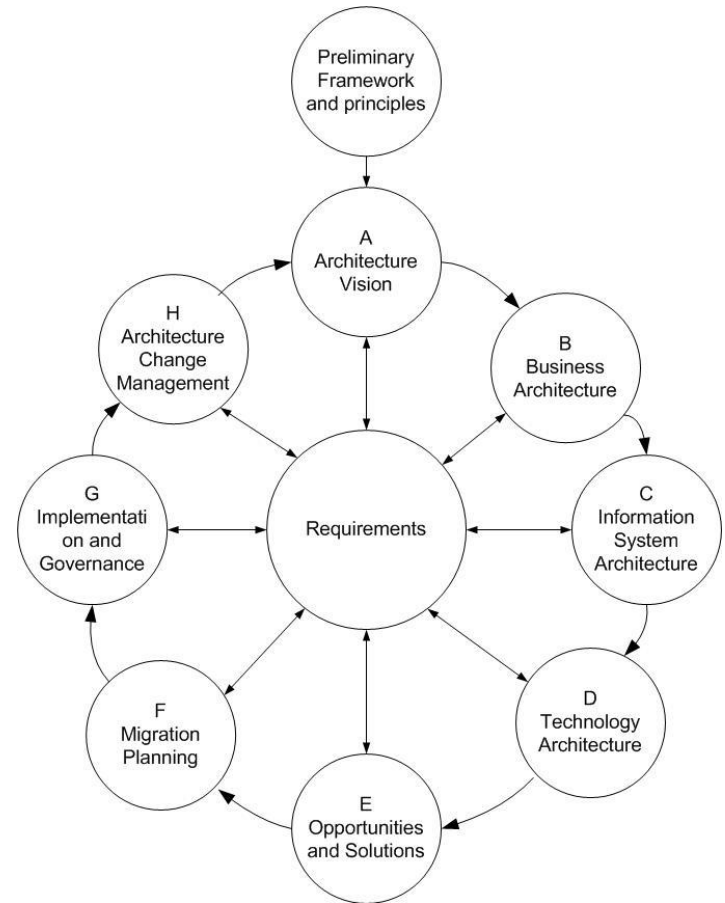 Preliminary
Framework
and principles
A
Architecture
Vision
H
Architecture
Change
Management
B
Business
Architecture
G
Implementati
on and
Governance
Requirements
C
Information
System
Architecture
F
Migration
Planning
D
Technology
Architecture
E
Opportunities
and Solutions